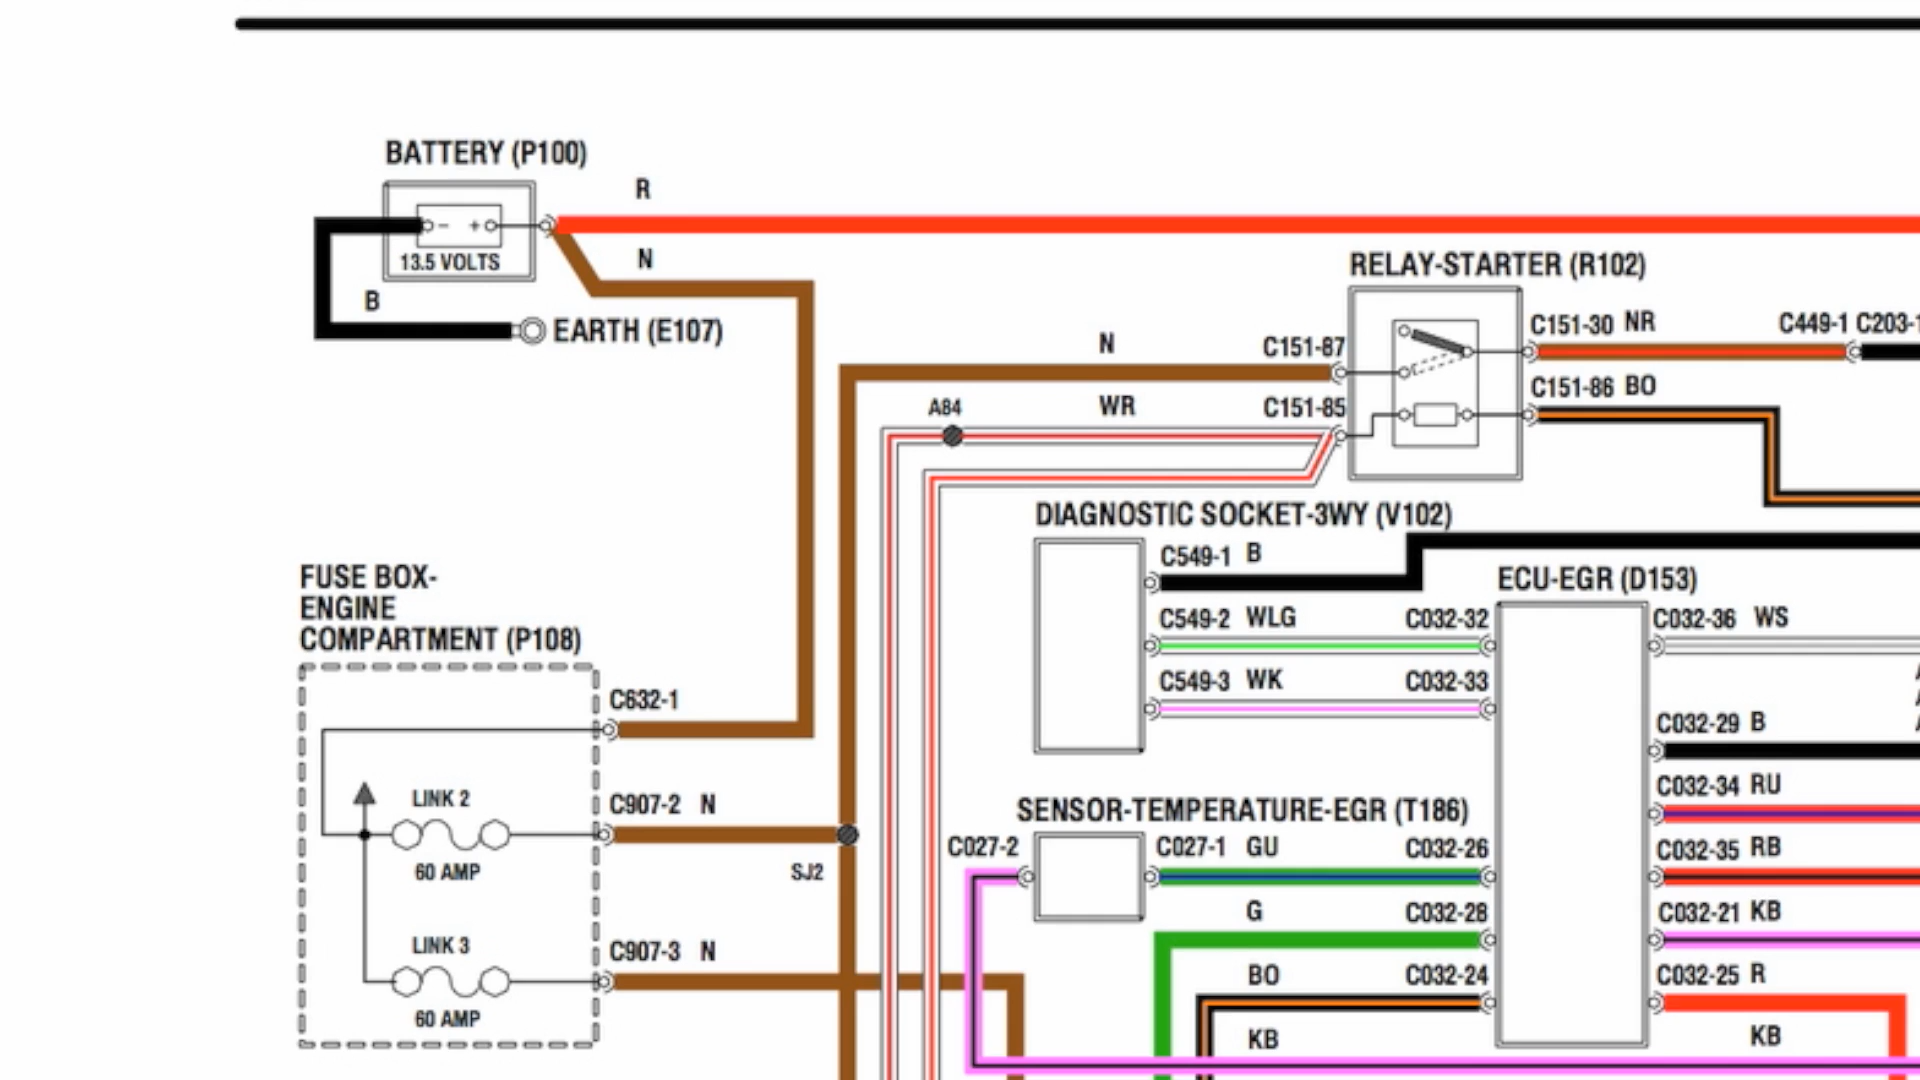 BATTERY (P100)
R
- +
13.5 VOLTS
N
B
EARTH (E107)
RELAY-STARTER (R102)
C151-30 NR
C449-1 C203-1
N
C151-87
C151-86 BO
A84
WR
C151-85
DIAGNOSTIC SOCKET-3WY (V102)
C549-1 B
FUSE BOX-
ENGINE
COMPARTMENT (P108)
ECU-EGR (D153)
C549-2 WLG
C032-32
C032-36 WS
C549-3 WK
C032-33
C632-1
C032-29 B
C032-34 RU
LINK 2
C907-2 N
60 AMP
SJ2
SENSOR-TEMPERATURE-EGR (T186)
C027-2
C027-1 GU
C032-26
C032-35 RB
G
C032-28
C032-21 KB
LINK 3
C907-3 N
60 AMP
BO
C032-24
C032-25 R
KB
KB